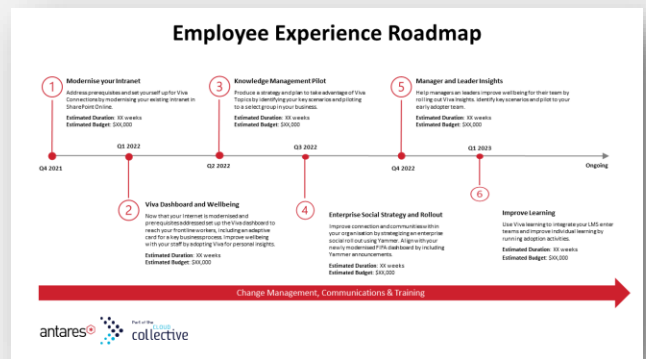 Employee Experience Roadmap
1
Modernise your Intranet
Address prerequisites and set yourself up for Viva
Connections by modernising your existing Intranet in
SharePoint Online.
Estimated Duration: XX weeks
Estimated Budget: $XX,000
3
Knowledge Management Pilot
Produce a strategy and plan to take advantage of Viva
Topics by identifying your key scenarios and piloting
to a select group in your business.
Estimated Duration: XX weeks
Estimated Budget: $XX,000
5
Manager and Leader Insights
Help managers an leaders improve wellbeing for their team by
rolling out Viva Insights. Identify key scenarios and pilot to your
early adopter team.
Estimated Duration: XX weeks
Estimated Budget: $XX,000
Q4 2021
Q1 2022
Q2 2022
Q3 2022
Q4 2022
Q1 2023
Ongoing
2
Viva Dashboard and Wellbeing
Now that your Internet is modernised and
prerequisites addressed set up the Viva dashboard to
reach your frontline workers, including an adaptive
card for a key business process. Improve wellbeing
with your staff by adopting Viva for personal insights.
Estimated Duration: XX weeks
Estimated Budget: $XX,000
4
Enterprise Social Strategy and Rollout
Improve connection and communities within
your organisation by strategizing an enterprise
social roll out using Yammer. Align with your
newly modernised FIFA dashboard by including
Yammer announcements.
Estimated Duration: XX weeks
Estimated Budget: $XX,000
6
Improve Learning
Use Viva learning to integrate your LMS enter
teams and improve individual learning by
running adoption activities.
Estimated Duration: XX weeks
Estimated Budget: $XX,000
Change Management, Communications & Training
antares
Part of the
CLOUD
collective